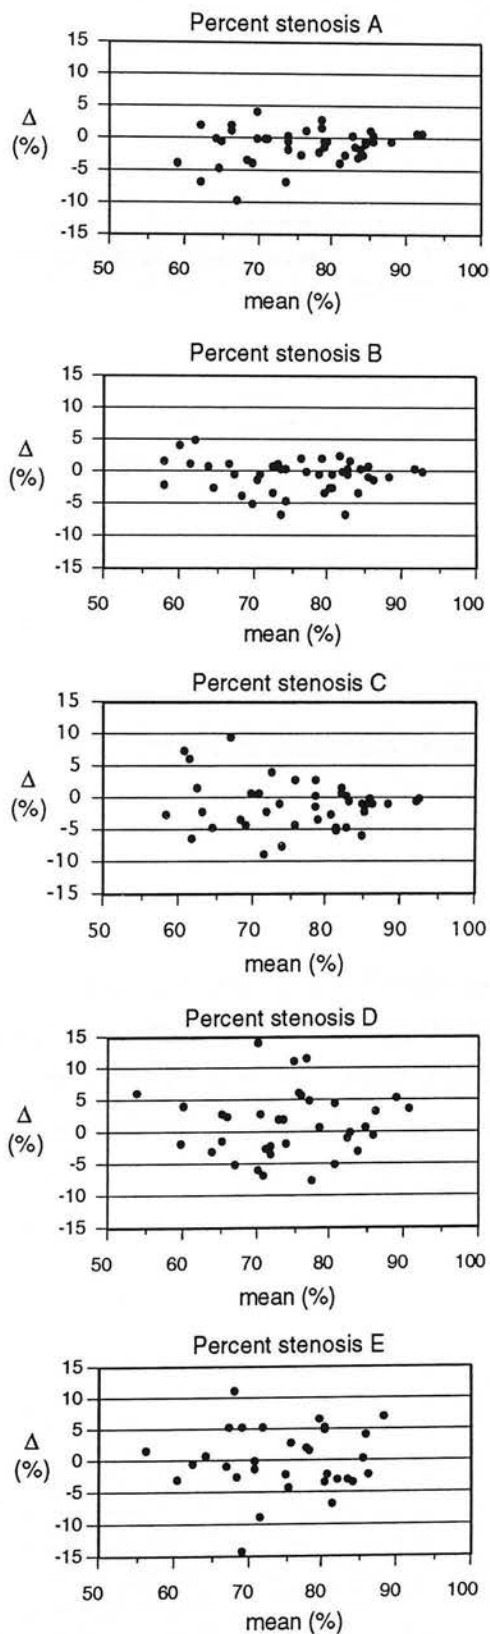 Percent stenosis A
15
10
5
Δ
(%)
0
-5
-10
-15
50 60 70 80 90 100
mean (%)
Percent stenosis B
15
10
5
Δ
(%)
0
-5
-10
-15
50 60 70 80 90 100
mean (%)
Percent stenosis C
15
10
5
Δ
(%)
0
-5
-10
-15
50 60 70 80 90 100
mean (%)
Percent stenosis D
15
10
5
Δ
(%)
0
-5
-10
-15
50 60 70 80 90 100
mean (%)
Percent stenosis E
15
10
5
Δ
(%)
0
-5
-10
-15
50 60 70 80 90 100
mean (%)